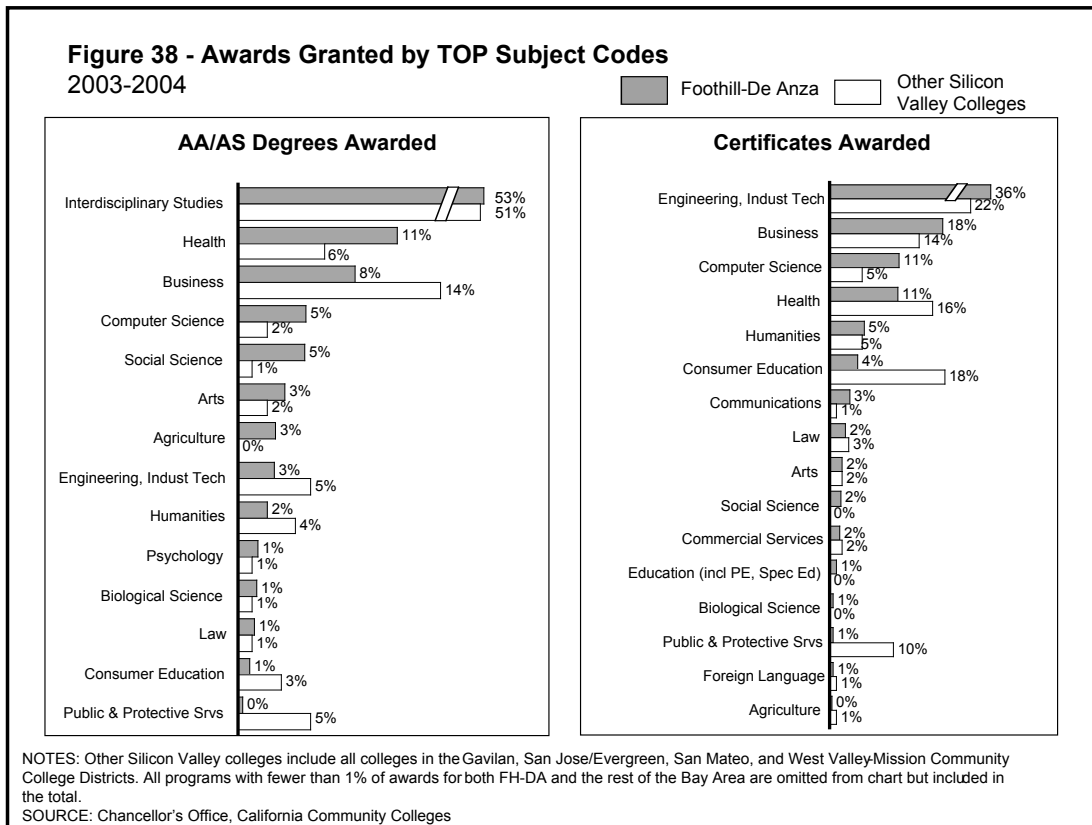 Figure 38 - Awards Granted by TOP Subject Codes
2003-2004
Foothill-De Anza
Other Silicon
Valley Colleges
AA/AS Degrees Awarded
Interdisciplinary Studies
53%
51%
Health
11%
6%
Business
8%
14%
Computer Science
5%
2%
Social Science
5%
1%
Arts
3%
2%
Agriculture
3%
0%
Engineering, Indust Tech
3%
5%
Humanities
2%
4%
Psychology
1%
1%
Biological Science
1%
1%
Law
1%
1%
Consumer Education
1%
3%
Public & Protective Srvs
0%
5%
Certificates Awarded
Engineering, Indust Tech
36%
22%
Business
18%
14%
Computer Science
11%
5%
Health
11%
16%
Humanities
5%
5%
Consumer Education
4%
18%
Communications
3%
1%
Law
2%
3%
Arts
2%
2%
Social Science
2%
0%
Commercial Services
2%
2%
Education (incl PE, Spec Ed)
1%
0%
Biological Science
1%
0%
Public & Protective Srvs
1%
10%
Foreign Language
1%
1%
Agriculture
0%
1%
NOTES: Other Silicon Valley colleges include all colleges in the Gavilan, San Jose/Evergreen, San Mateo, and West Valley-Mission Community
College Districts. All programs with fewer than 1% of awards for both FH-DA and the rest of the Bay Area are omitted from chart but included in
the total.
SOURCE: Chancellor's Office, California Community Colleges